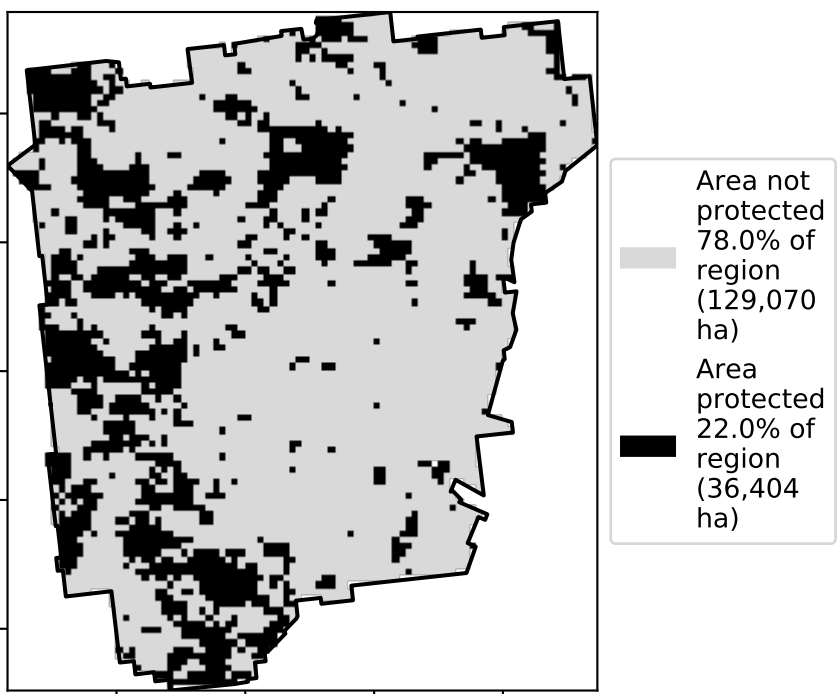 Area not
protected
78.0% of
region
(129,070
ha)
Area
protected
22.0% of
region
(36,404
ha)